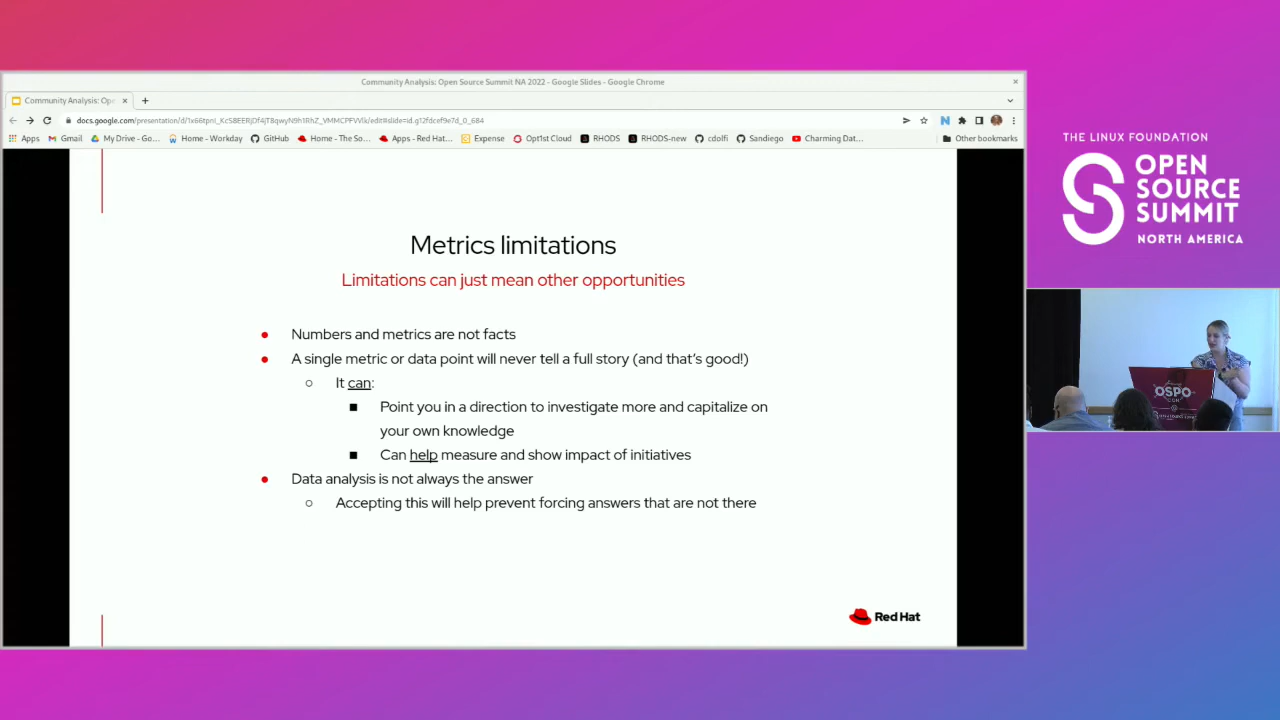 Community Analysis: Open Source Summit NA 2022 - Google Slides - Google Chrome
Community Analysis: Op
Apps
Gmail
My Drive - Go...
Home - Workday
GitHub
Home - The So...
Apps - Red Hat...
Expense
Opt1st Cloud
RHODS
RHODS-new
cdolfi
Sandiego
Charming Dat...
Other bookmarks
Metrics limitations
Limitations can just mean other opportunities
● Numbers and metrics are not facts
● A single metric or data point will never tell a full story (and that's good!)
○ It can:
■ Point you in a direction to investigate more and capitalize on
your own knowledge
■ Can help measure and show impact of initiatives
● Data analysis is not always the answer
○ Accepting this will help prevent forcing answers that are not there
Red Hat
THE LINUX FOUNDATION
OPEN
SOURCE
SUMMIT
NORTH AMERICA
OSPO
CON